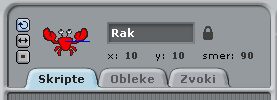 Rak
x: 10 y: 10 smer: 90
Skripte Obleke Zvoki